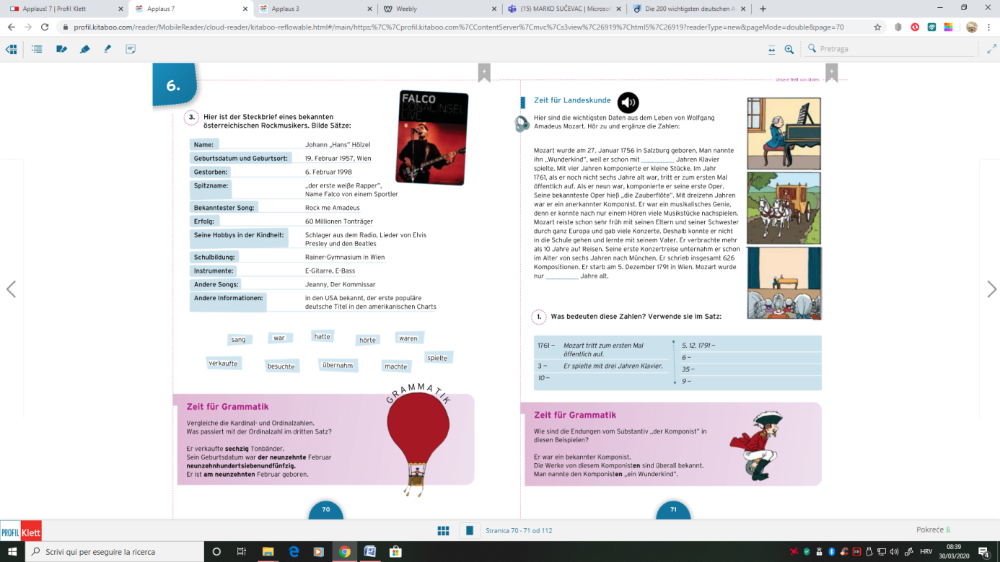 Applaus! 7 | Profil Klett
Applaus 7
Applaus 3
Weebly
(15) MARKO SUČEVAC | Microsof
Die 200 wichtigsten deutschen A
profil.kitaboo.com/reader/MobileReader/cloud-reader/kitaboo-reflowable.html#/main/https;%7C%7Cprofil.kitaboo.com%7CContentServer%7Cmvc%7Cs3view%7C26919%7Chtml5%7C26919?readerType=new&pageMode=double&page=70
Pretraga
6.
3. Hier ist der Steckbrief eines bekannten
österreichischen Rockmusikers. Bilde Sätze:
FALCO
DONAUINSEL
LIVE
Name: Johann „Hans” Hölzel
Geburtsdatum und Geburtsort: 19. Februar 1957, Wien
Gestorben: 6. Februar 1998
Spitzname: „der erste weiße Rapper”,
Name Falco von einem Sportler
Bekanntester Song: Rock me Amadeus
Erfolg: 60 Millionen Tonträger
Seine Hobbys in der Kindheit: Schlager aus dem Radio, Lieder von Elvis
Presley und den Beatles
Schulbildung: Rainer-Gymnasium in Wien
Instrumente: E-Gitarre, E-Bass
Andere Songs: Jeanny, Der Kommissar
Andere Informationen: in den USA bekannt, der erste populäre
deutsche Titel in den amerikanischen Charts
sang war hatte hörte waren
verkaufte besuchte übernahm machte spielte
GRAMMATIK
Zeit für Grammatik
Vergleiche die Kardinal- und Ordinalzahlen.
Was passiert mit der Ordinalzahl im dritten Satz?
Er verkaufte sechzig Tonbänder.
Sein Geburtsdatum war der neunzehnte Februar
neunzehnhundertsiebenundfünfzig.
Er ist am neunzehnten Februar geboren.
70
Unsere Welt von Idolen
Zeit für Landeskunde
Hier sind die wichtigsten Daten aus dem Leben von Wolfgang
Amadeus Mozart. Hör zu und ergänze die Zahlen:
Mozart wurde am 27. Januar 1756 in Salzburg geboren. Man nannte
ihn „Wunderkind”, weil er schon mit _________ Jahren Klavier
spielte. Mit vier Jahren komponierte er kleine Stücke. Im Jahr
1761, als er noch nicht sechs Jahre alt war, tritt er zum ersten Mal
öffentlich auf. Als er neun war, komponierte er seine erste Oper.
Seine bekannteste Oper hieß „die Zauberflöte”. Mit dreizehn Jahren
war er ein anerkannter Komponist. Er war ein musikalisches Genie,
denn er konnte nach nur einem Hören viele Musikstücke nachspielen.
Mozart reiste schon sehr früh mit seinen Eltern und seiner Schwester
durch ganz Europa und gab viele Konzerte. Deshalb konnte er nicht
in die Schule gehen und lernte mit seinem Vater. Er verbrachte mehr
als 10 Jahre auf Reisen. Seine erste Konzertreise unternahm er schon
im Alter von sechs Jahren nach München. Er schrieb insgesamt 626
Kompositionen. Er starb am 5. Dezember 1791 in Wien. Mozart wurde
nur _________ Jahre alt.
1. Was bedeuten diese Zahlen? Verwende sie im Satz:
1761 – Mozart tritt zum ersten Mal
öffentlich auf.
3 – Er spielte mit drei Jahren Klavier.
10 –
5. 12. 1791 –
6 –
35 –
9 –
Zeit für Grammatik
Wie sind die Endungen vom Substantiv „der Komponist” in
diesen Beispielen?
Er war ein bekannter Komponist.
Die Werke von diesem Komponisten sind überall bekannt.
Man nannte den Komponisten „ein Wunderkind”.
71
PROFIL Klett
Stranica 70 - 71 od 112
Pokreće
Scrivi qui per eseguire la ricerca
HRV
08:39
30/03/2020
4